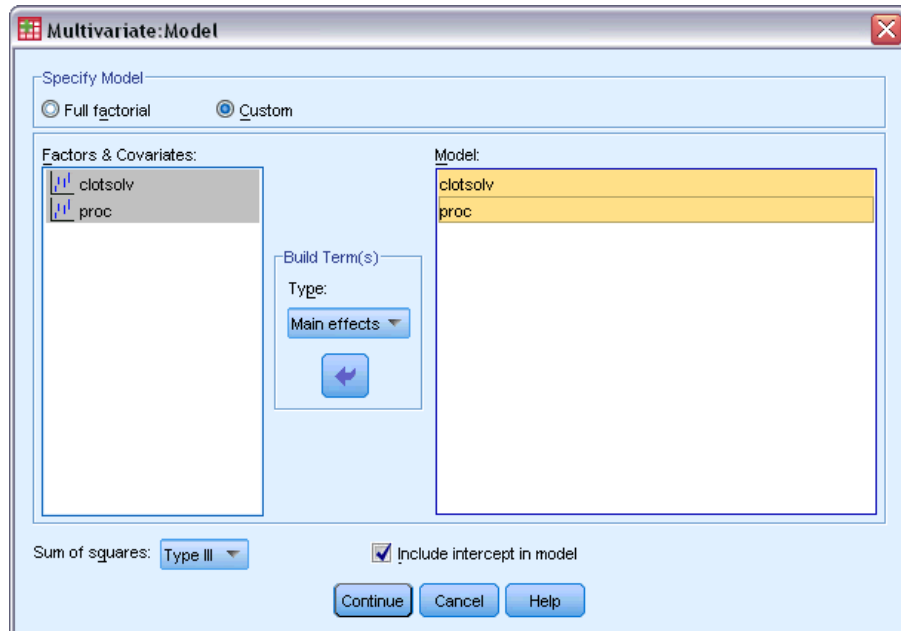 Multivariate:Model
Specify Model
Full factorial
Custom
Factors & Covariates:
clotsolv
proc
Build Term(s)
Type:
Main effects
Model:
clotsolv
proc
Sum of squares:
Type III
Include intercept in model
Continue
Cancel
Help